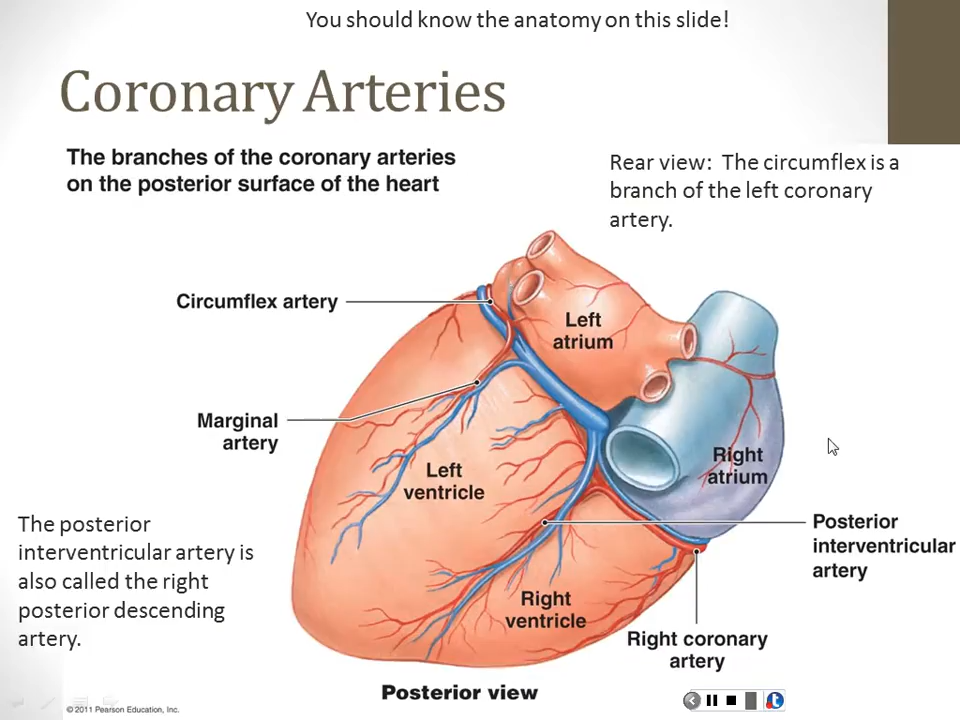 You should know the anatomy on this slide!
Coronary Arteries
The branches of the coronary arteries
on the posterior surface of the heart
Rear view: The circumflex is a
branch of the left coronary
artery.
Circumflex artery
Left
atrium
Marginal
artery
Right
atrium
Left
ventricle
The posterior
interventricular artery is
also called the right
posterior descending
artery.
Posterior
interventricular
artery
Right
ventricle
Right coronary
artery
Posterior view
© 2011 Pearson Education, Inc.
t